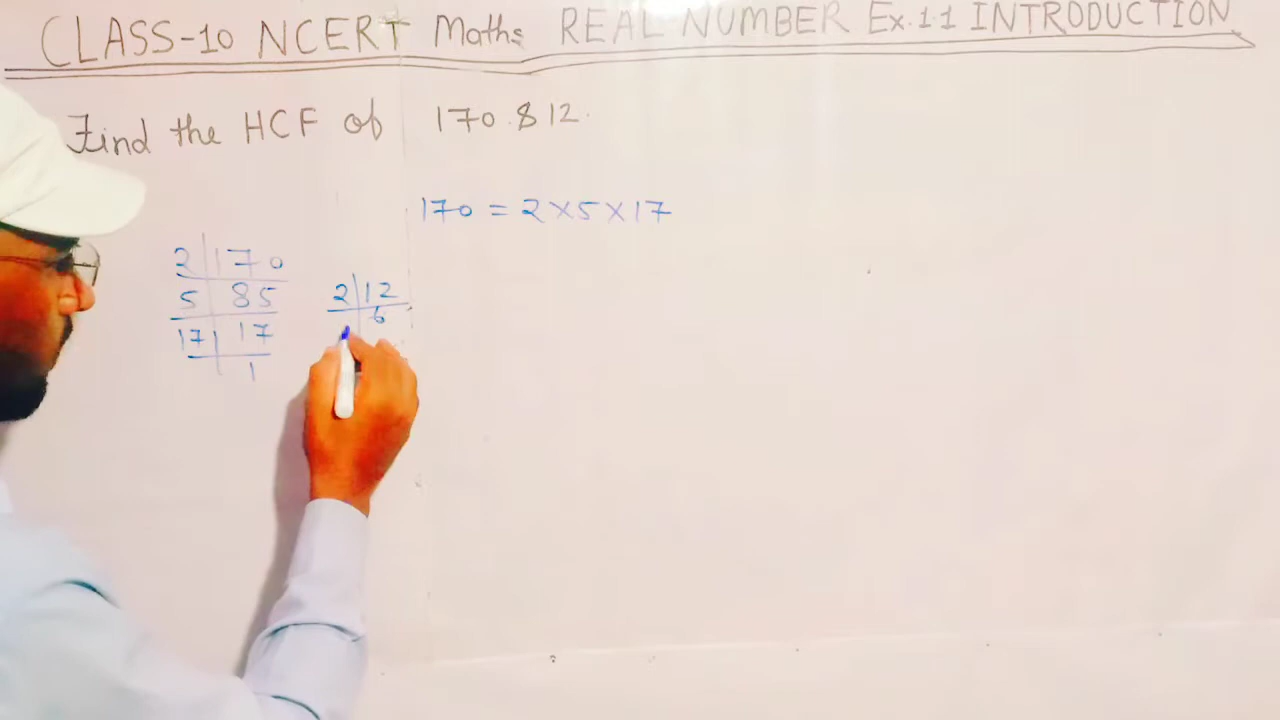 CLASS-10 NCERT Maths REAL NUMBER Ex.1.1 INTRODUCTION
Find the HCF of 170.812.
170 = 2×5×17
2|170
5 85
17| 17
1
2|12
6